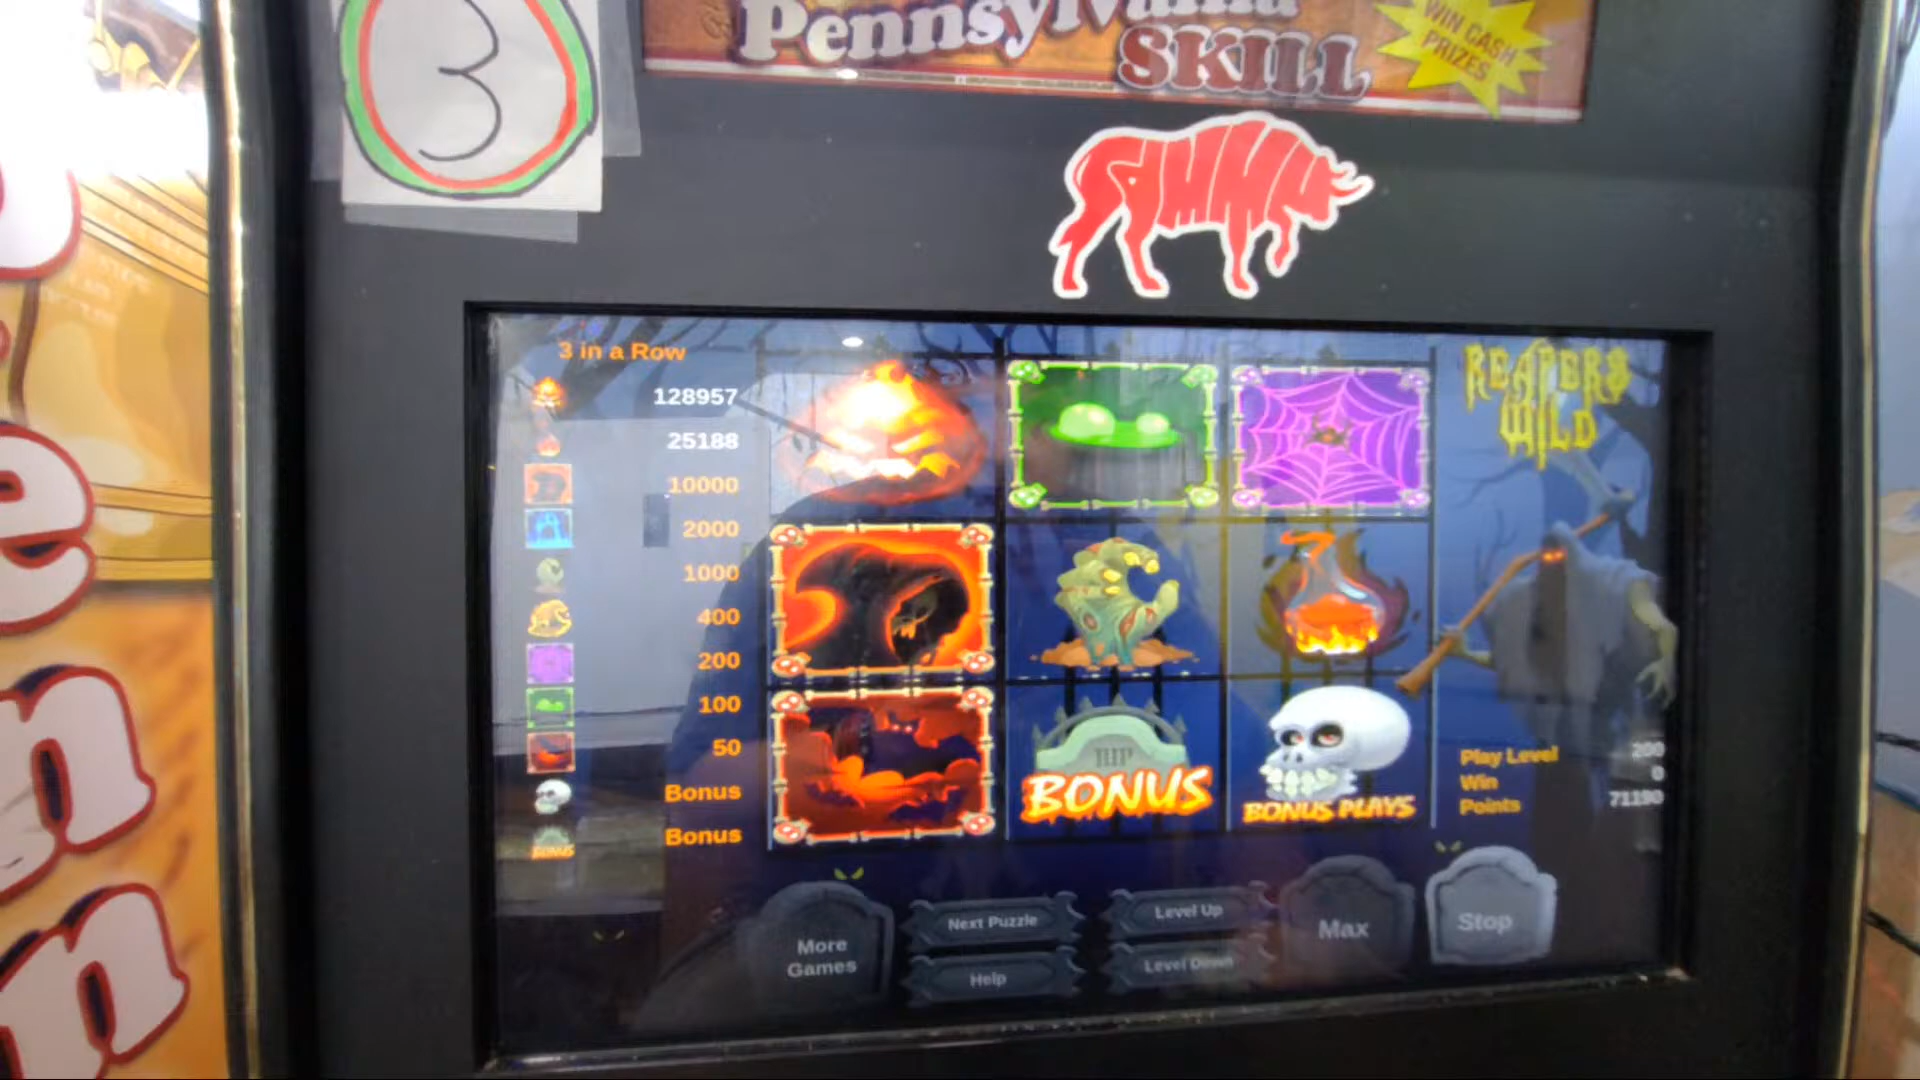 3
Pennsylvania
SKILL
WIN CASH
PRIZES
3 in a Row
128957
25188
10000
2000
1000
400
200
100
50
Bonus
Bonus
BONUS
REAPERS
WILD
BONUS
BONUS PLAYS
Play Level 200
Win 0
Points 71190
More
Games
Next Puzzle
Help
Level Up
Level Down
Max
Stop
e
n
n